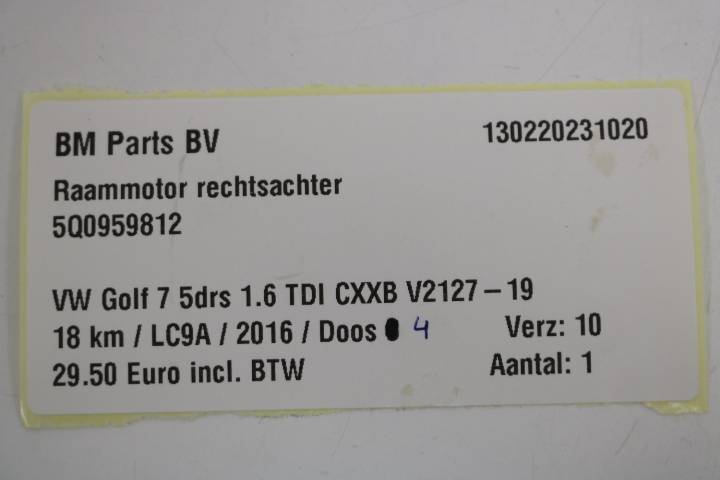 BM Parts BV 130220231020
Raammotor rechtsachter
5Q0959812
VW Golf 7 5drs 1.6 TDI CXXB V2127-19
18 km / LC9A / 2016 / Doos 4 Verz: 10
29.50 Euro incl. BTW Aantal: 1